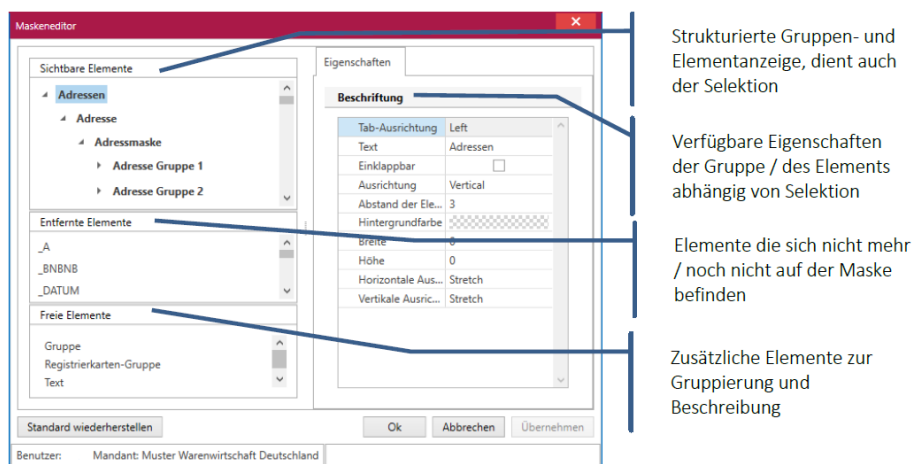 Maskeneditor
Sichtbare Elemente
Adressen
Adresse
Adressmaske
Adresse Gruppe 1
Adresse Gruppe 2
Entfernte Elemente
_A
_BNBNB
_DATUM
Freie Elemente
Gruppe
Registrierkarten-Gruppe
Text
Eigenschaften
Beschriftung
Tab-Ausrichtung Left
Text Adressen
Einklappbar
Ausrichtung Vertical
Abstand der Ele... 3
Hintergrundfarbe
Breite 0
Höhe 0
Horizontale Aus... Stretch
Vertikale Ausric... Stretch
Standard wiederherstellen
Ok
Abbrechen
Übernehmen
Benutzer: Mandant: Muster Warenwirtschaft Deutschland
Strukturierte Gruppen- und
Elementanzeige, dient auch
der Selektion
Verfügbare Eigenschaften
der Gruppe / des Elements
abhängig von Selektion
Elemente die sich nicht mehr
/ noch nicht auf der Maske
befinden
Zusätzliche Elemente zur
Gruppierung und
Beschreibung